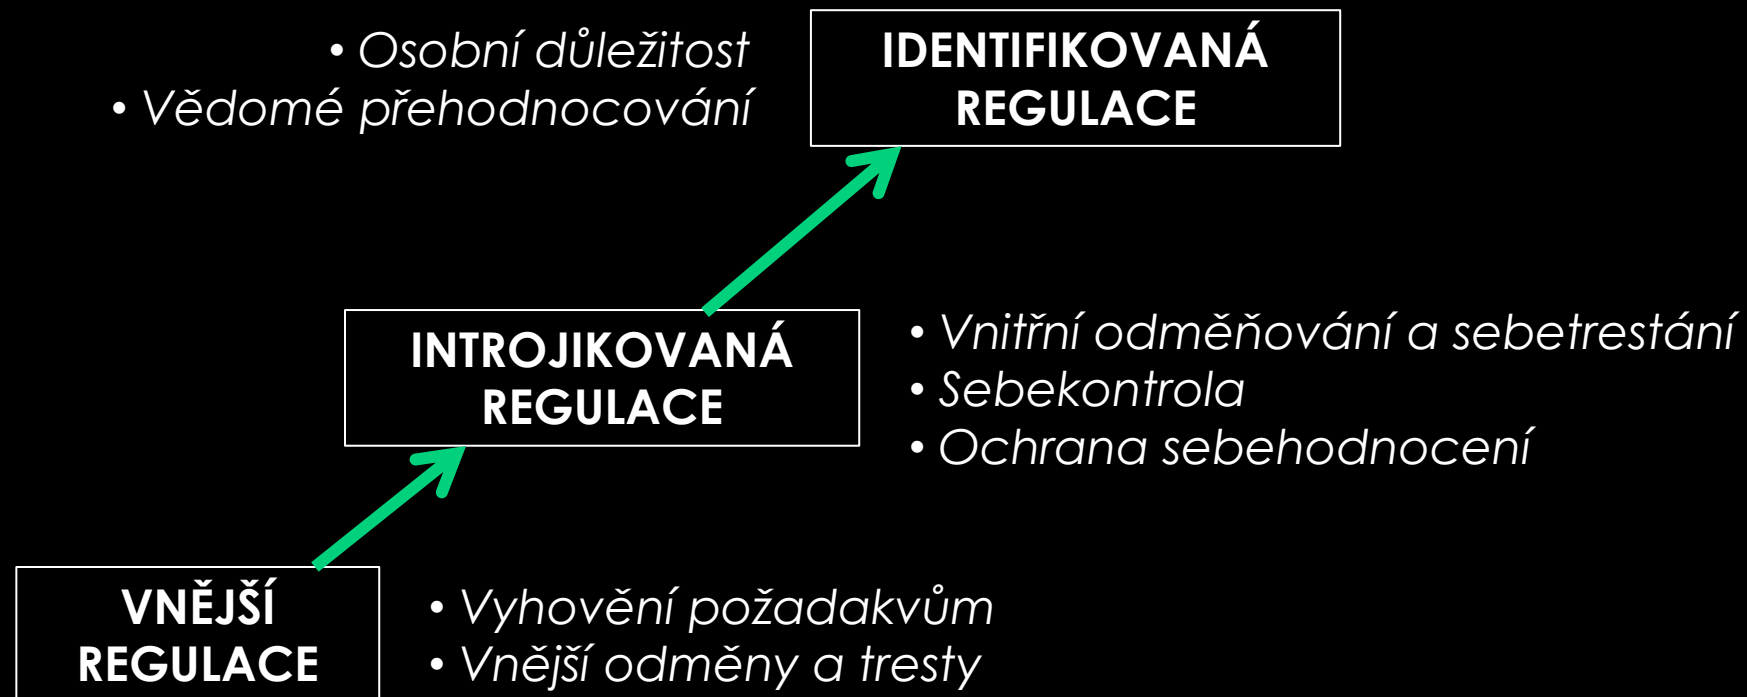 • Osobní důležitost
• Vědomé přehodnocování
IDENTIFIKOVANÁ
REGULACE
INTROJIKOVANÁ
REGULACE
• Vnitřní odměňování a sebetrestání
• Sebekontrola
• Ochrana sebehodnocení
VNĚJŠÍ
REGULACE
• Vyhovění požadakvům
• Vnější odměny a tresty